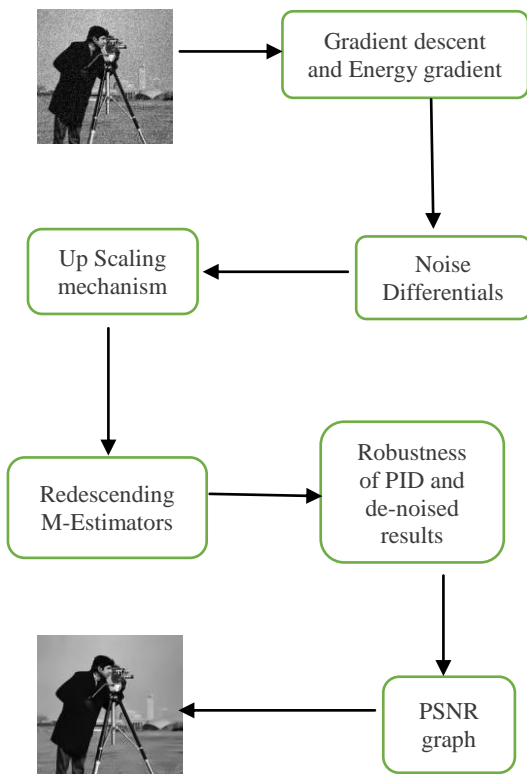 Gradient descent
and Energy gradient
Noise
Differentials
Up Scaling
mechanism
Redescending
M-Estimators
Robustness
of PID and
de-noised
results
PSNR
graph